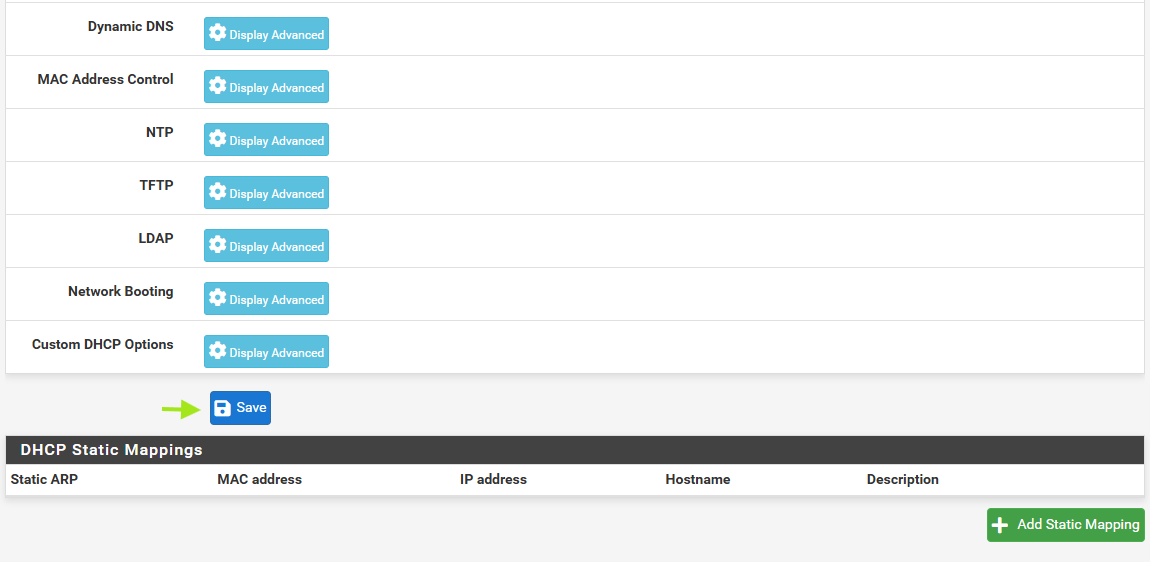 Dynamic DNS
Display Advanced
MAC Address Control
Display Advanced
NTP
Display Advanced
TFTP
Display Advanced
LDAP
Display Advanced
Network Booting
Display Advanced
Custom DHCP Options
Display Advanced
Save
DHCP Static Mappings
Static ARP MAC address IP address Hostname Description
Add Static Mapping